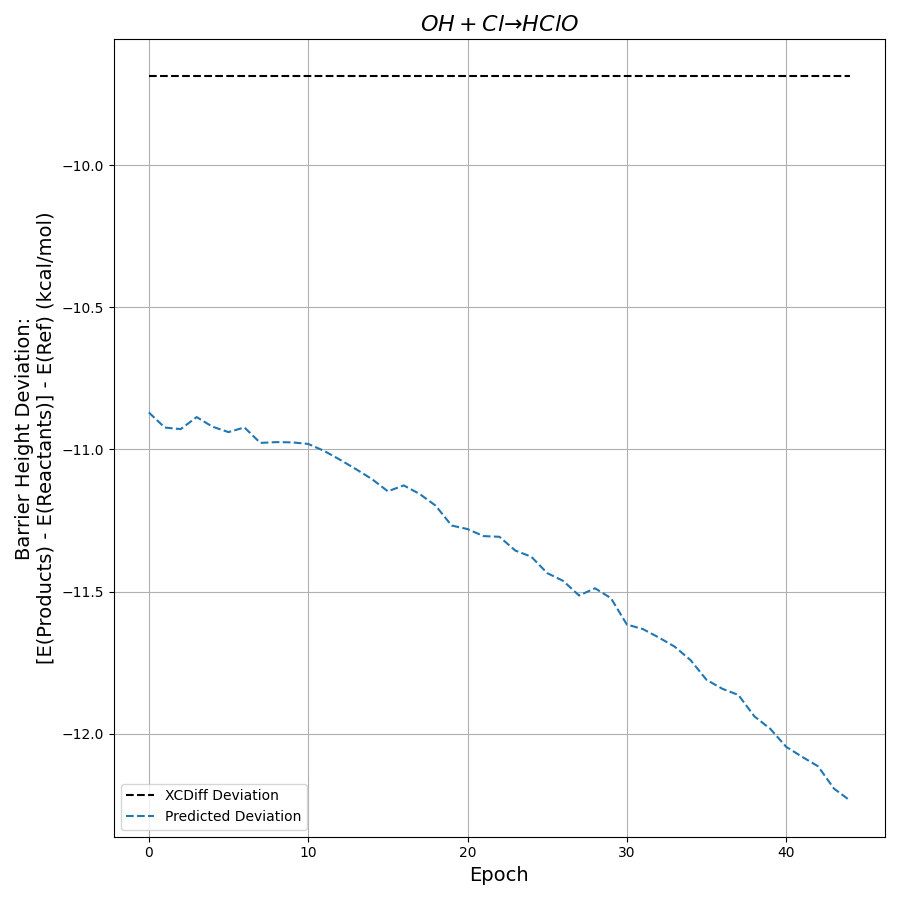 OH + Cl→HClO
Barrier Height Deviation:
[E(Products) - E(Reactants)] - E(Ref) (kcal/mol)
−10.0
−10.5
−11.0
−11.5
−12.0
XCDiff Deviation
Predicted Deviation
0 10 20 30 40
Epoch